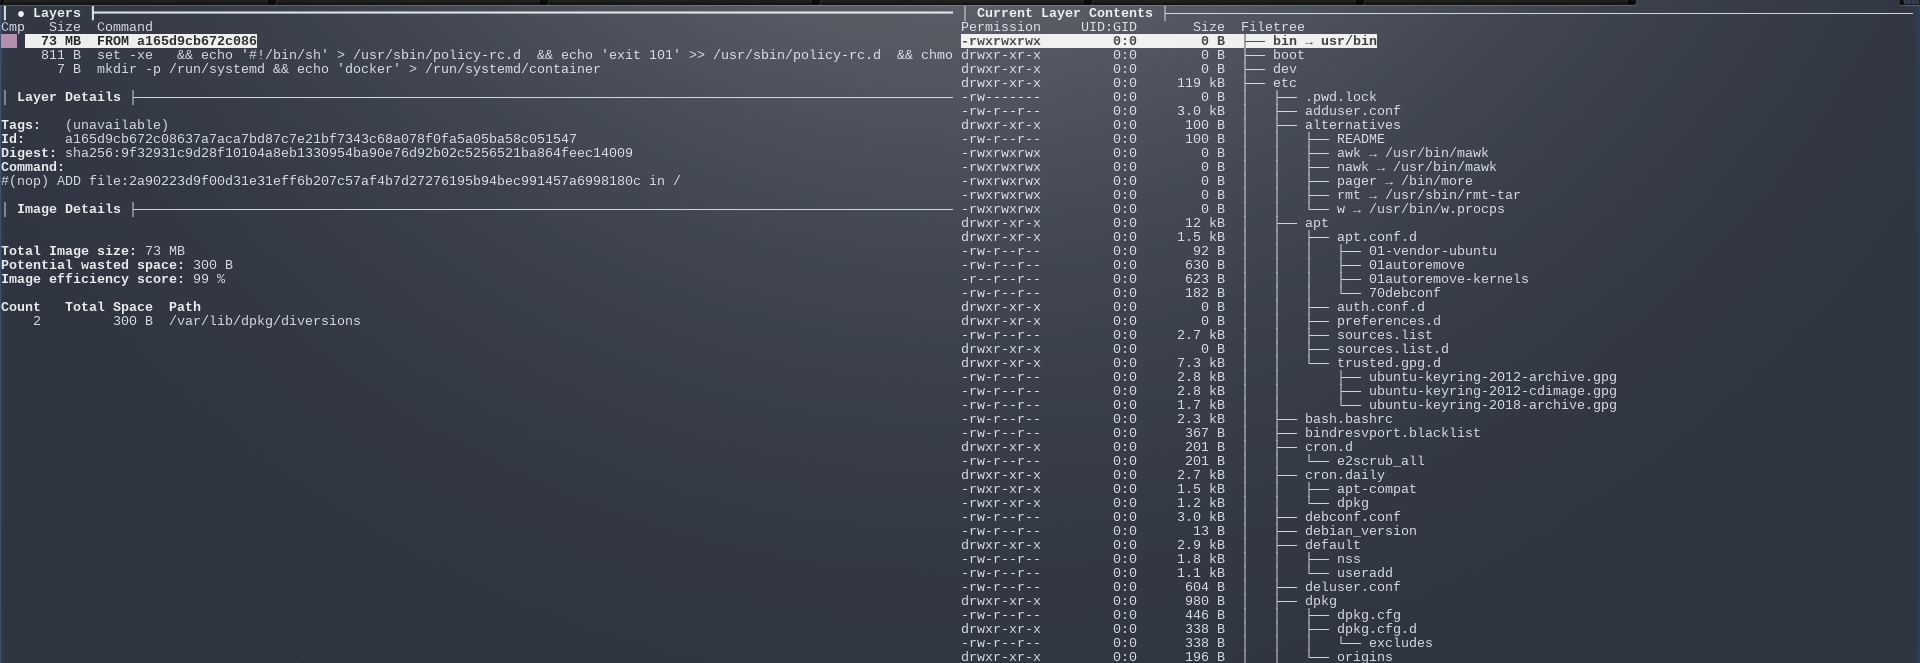 │ ● Layers ├────────────────────────────────────────
Cmp   Size  Command
     73 MB  FROM a165d9cb672c086
     811 B  set -xe   && echo '#!/bin/sh' > /usr/sbin/policy-rc.d  && echo 'exit 101' >> /usr/sbin/policy-rc.d  && chmo
       7 B  mkdir -p /run/systemd && echo 'docker' > /run/systemd/container
│ Layer Details ├────────────────────────────────────────
Tags:   (unavailable)
Id:     a165d9cb672c08637a7aca7bd87c7e21bf7343c68a078f0fa5a05ba58c051547
Digest: sha256:9f32931c9d28f10104a8eb1330954ba90e76d92b02c5256521ba864feec14009
Command:
#(nop) ADD file:2a90223d9f00d31e31eff6b207c57af4b7d27276195b94bec991457a6998180c in /
│ Image Details ├────────────────────────────────────────
Total Image size: 73 MB
Potential wasted space: 300 B
Image efficiency score: 99 %
Count   Total Space  Path
    2         300 B  /var/lib/dpkg/diversions
│ Current Layer Contents ├────────────────────────────────────────
Permission     UID:GID       Size  Filetree
-rwxrwxrwx         0:0        0 B  ├── bin → usr/bin
drwxr-xr-x         0:0        0 B  ├── boot
drwxr-xr-x         0:0        0 B  ├── dev
drwxr-xr-x         0:0     119 kB  ├── etc
-rw-------         0:0        0 B  │   ├── .pwd.lock
-rw-r--r--         0:0     3.0 kB  │   ├── adduser.conf
drwxr-xr-x         0:0      100 B  │   ├── alternatives
-rw-r--r--         0:0      100 B  │   │   ├── README
-rwxrwxrwx         0:0        0 B  │   │   ├── awk → /usr/bin/mawk
-rwxrwxrwx         0:0        0 B  │   │   ├── nawk → /usr/bin/mawk
-rwxrwxrwx         0:0        0 B  │   │   ├── pager → /bin/more
-rwxrwxrwx         0:0        0 B  │   │   ├── rmt → /usr/sbin/rmt-tar
-rwxrwxrwx         0:0        0 B  │   │   └── w → /usr/bin/w.procps
drwxr-xr-x         0:0      12 kB  │   ├── apt
drwxr-xr-x         0:0     1.5 kB  │   │   ├── apt.conf.d
-rw-r--r--         0:0       92 B  │   │   │   ├── 01-vendor-ubuntu
-rw-r--r--         0:0      630 B  │   │   │   ├── 01autoremove
-r--r--r--         0:0      623 B  │   │   │   ├── 01autoremove-kernels
-rw-r--r--         0:0      182 B  │   │   │   └── 70debconf
drwxr-xr-x         0:0        0 B  │   │   ├── auth.conf.d
drwxr-xr-x         0:0        0 B  │   │   ├── preferences.d
-rw-r--r--         0:0     2.7 kB  │   │   ├── sources.list
drwxr-xr-x         0:0        0 B  │   │   ├── sources.list.d
drwxr-xr-x         0:0     7.3 kB  │   │   └── trusted.gpg.d
-rw-r--r--         0:0     2.8 kB  │   │       ├── ubuntu-keyring-2012-archive.gpg
-rw-r--r--         0:0     2.8 kB  │   │       ├── ubuntu-keyring-2012-cdimage.gpg
-rw-r--r--         0:0     1.7 kB  │   │       └── ubuntu-keyring-2018-archive.gpg
-rw-r--r--         0:0     2.3 kB  │   ├── bash.bashrc
-rw-r--r--         0:0      367 B  │   ├── bindresvport.blacklist
drwxr-xr-x         0:0      201 B  │   ├── cron.d
-rw-r--r--         0:0      201 B  │   │   └── e2scrub_all
drwxr-xr-x         0:0     2.7 kB  │   ├── cron.daily
-rwxr-xr-x         0:0     1.5 kB  │   │   ├── apt-compat
-rwxr-xr-x         0:0     1.2 kB  │   │   └── dpkg
-rw-r--r--         0:0     3.0 kB  │   ├── debconf.conf
-rw-r--r--         0:0       13 B  │   ├── debian_version
drwxr-xr-x         0:0     2.9 kB  │   ├── default
-rw-r--r--         0:0     1.8 kB  │   │   ├── nss
-rw-r--r--         0:0     1.1 kB  │   │   └── useradd
-rw-r--r--         0:0      604 B  │   ├── deluser.conf
drwxr-xr-x         0:0      980 B  │   ├── dpkg
-rw-r--r--         0:0      446 B  │   │   ├── dpkg.cfg
drwxr-xr-x         0:0      338 B  │   │   ├── dpkg.cfg.d
-rw-r--r--         0:0      338 B  │   │   │   └── excludes
drwxr-xr-x         0:0      196 B  │   │   └── origins